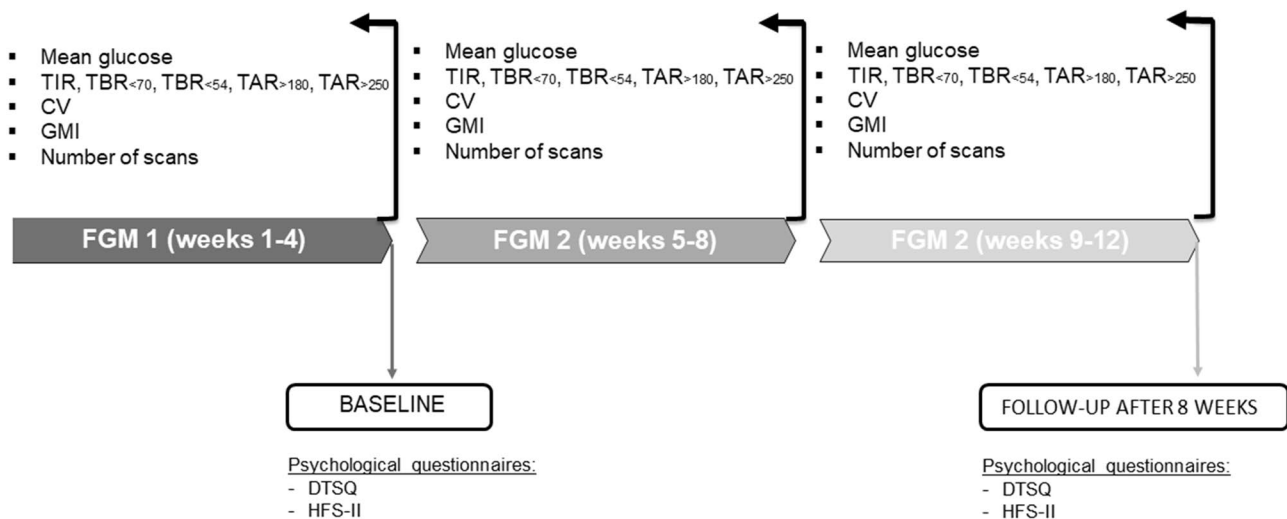 ▪ Mean glucose
▪ TIR, TBR<70, TBR<54, TAR>180, TAR>250
▪ CV
▪ GMI
▪ Number of scans
▪ Mean glucose
▪ TIR, TBR<70, TBR<54, TAR>180, TAR>250
▪ CV
▪ GMI
▪ Number of scans
▪ Mean glucose
▪ TIR, TBR<70, TBR<54, TAR>180, TAR>250
▪ CV
▪ GMI
▪ Number of scans
FGM 1 (weeks 1-4)
FGM 2 (weeks 5-8)
FGM 2 (weeks 9-12)
BASELINE
Psychological questionnaires:
- DTSQ
- HFS-II
FOLLOW-UP AFTER 8 WEEKS
Psychological questionnaires:
- DTSQ
- HFS-II